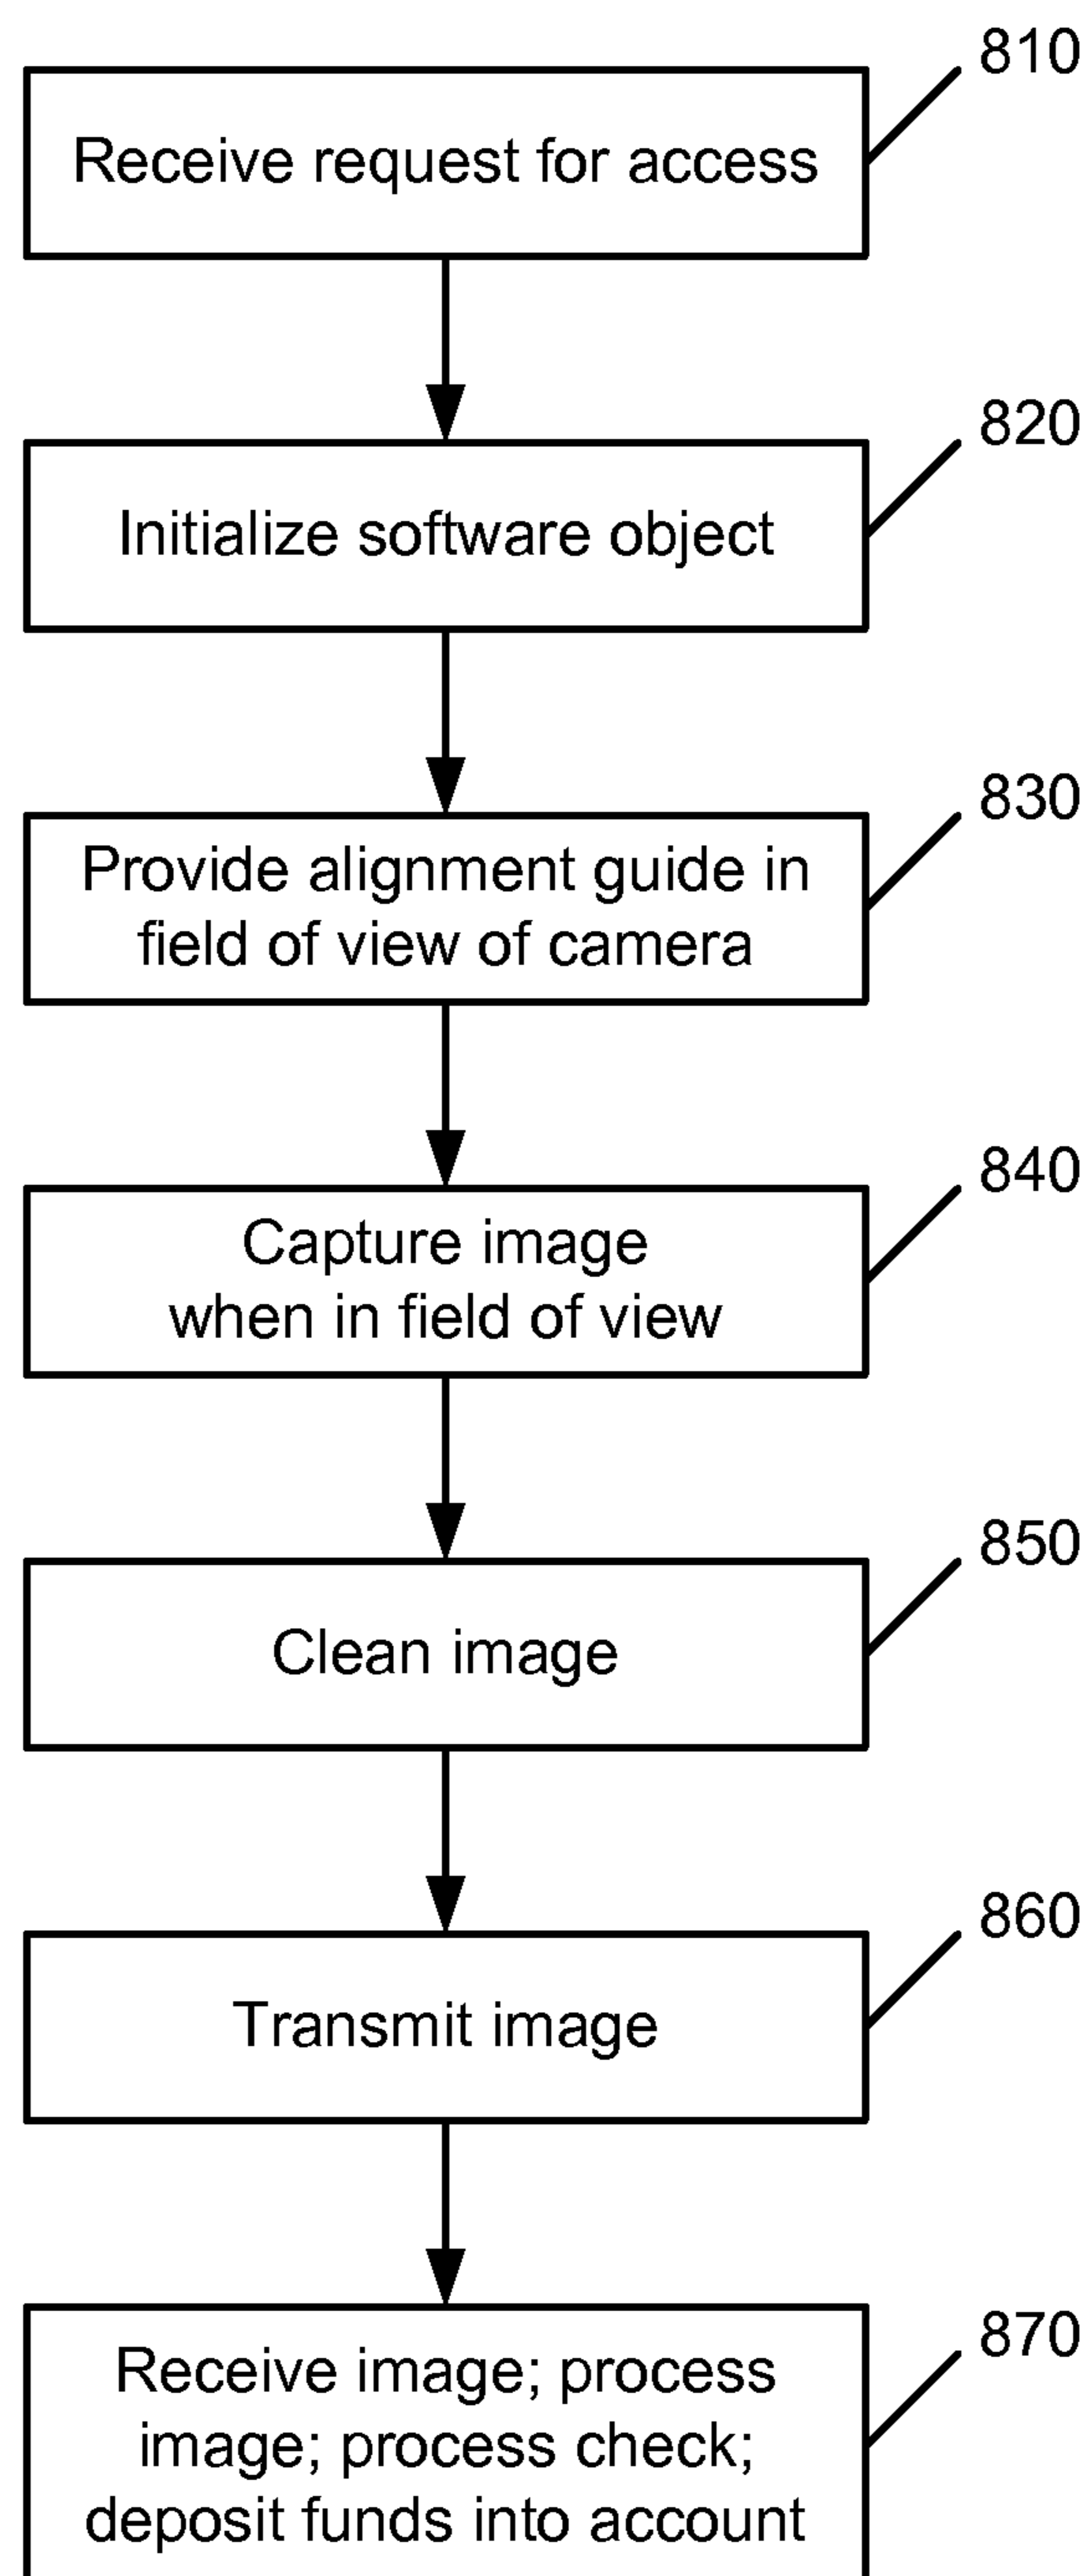 810
Receive request for access
820
Initialize software object
830
Provide alignment guide in
field of view of camera
840
Capture image
when in field of view
850
Clean image
860
Transmit image
870
Receive image; process
image; process check;
deposit funds into account